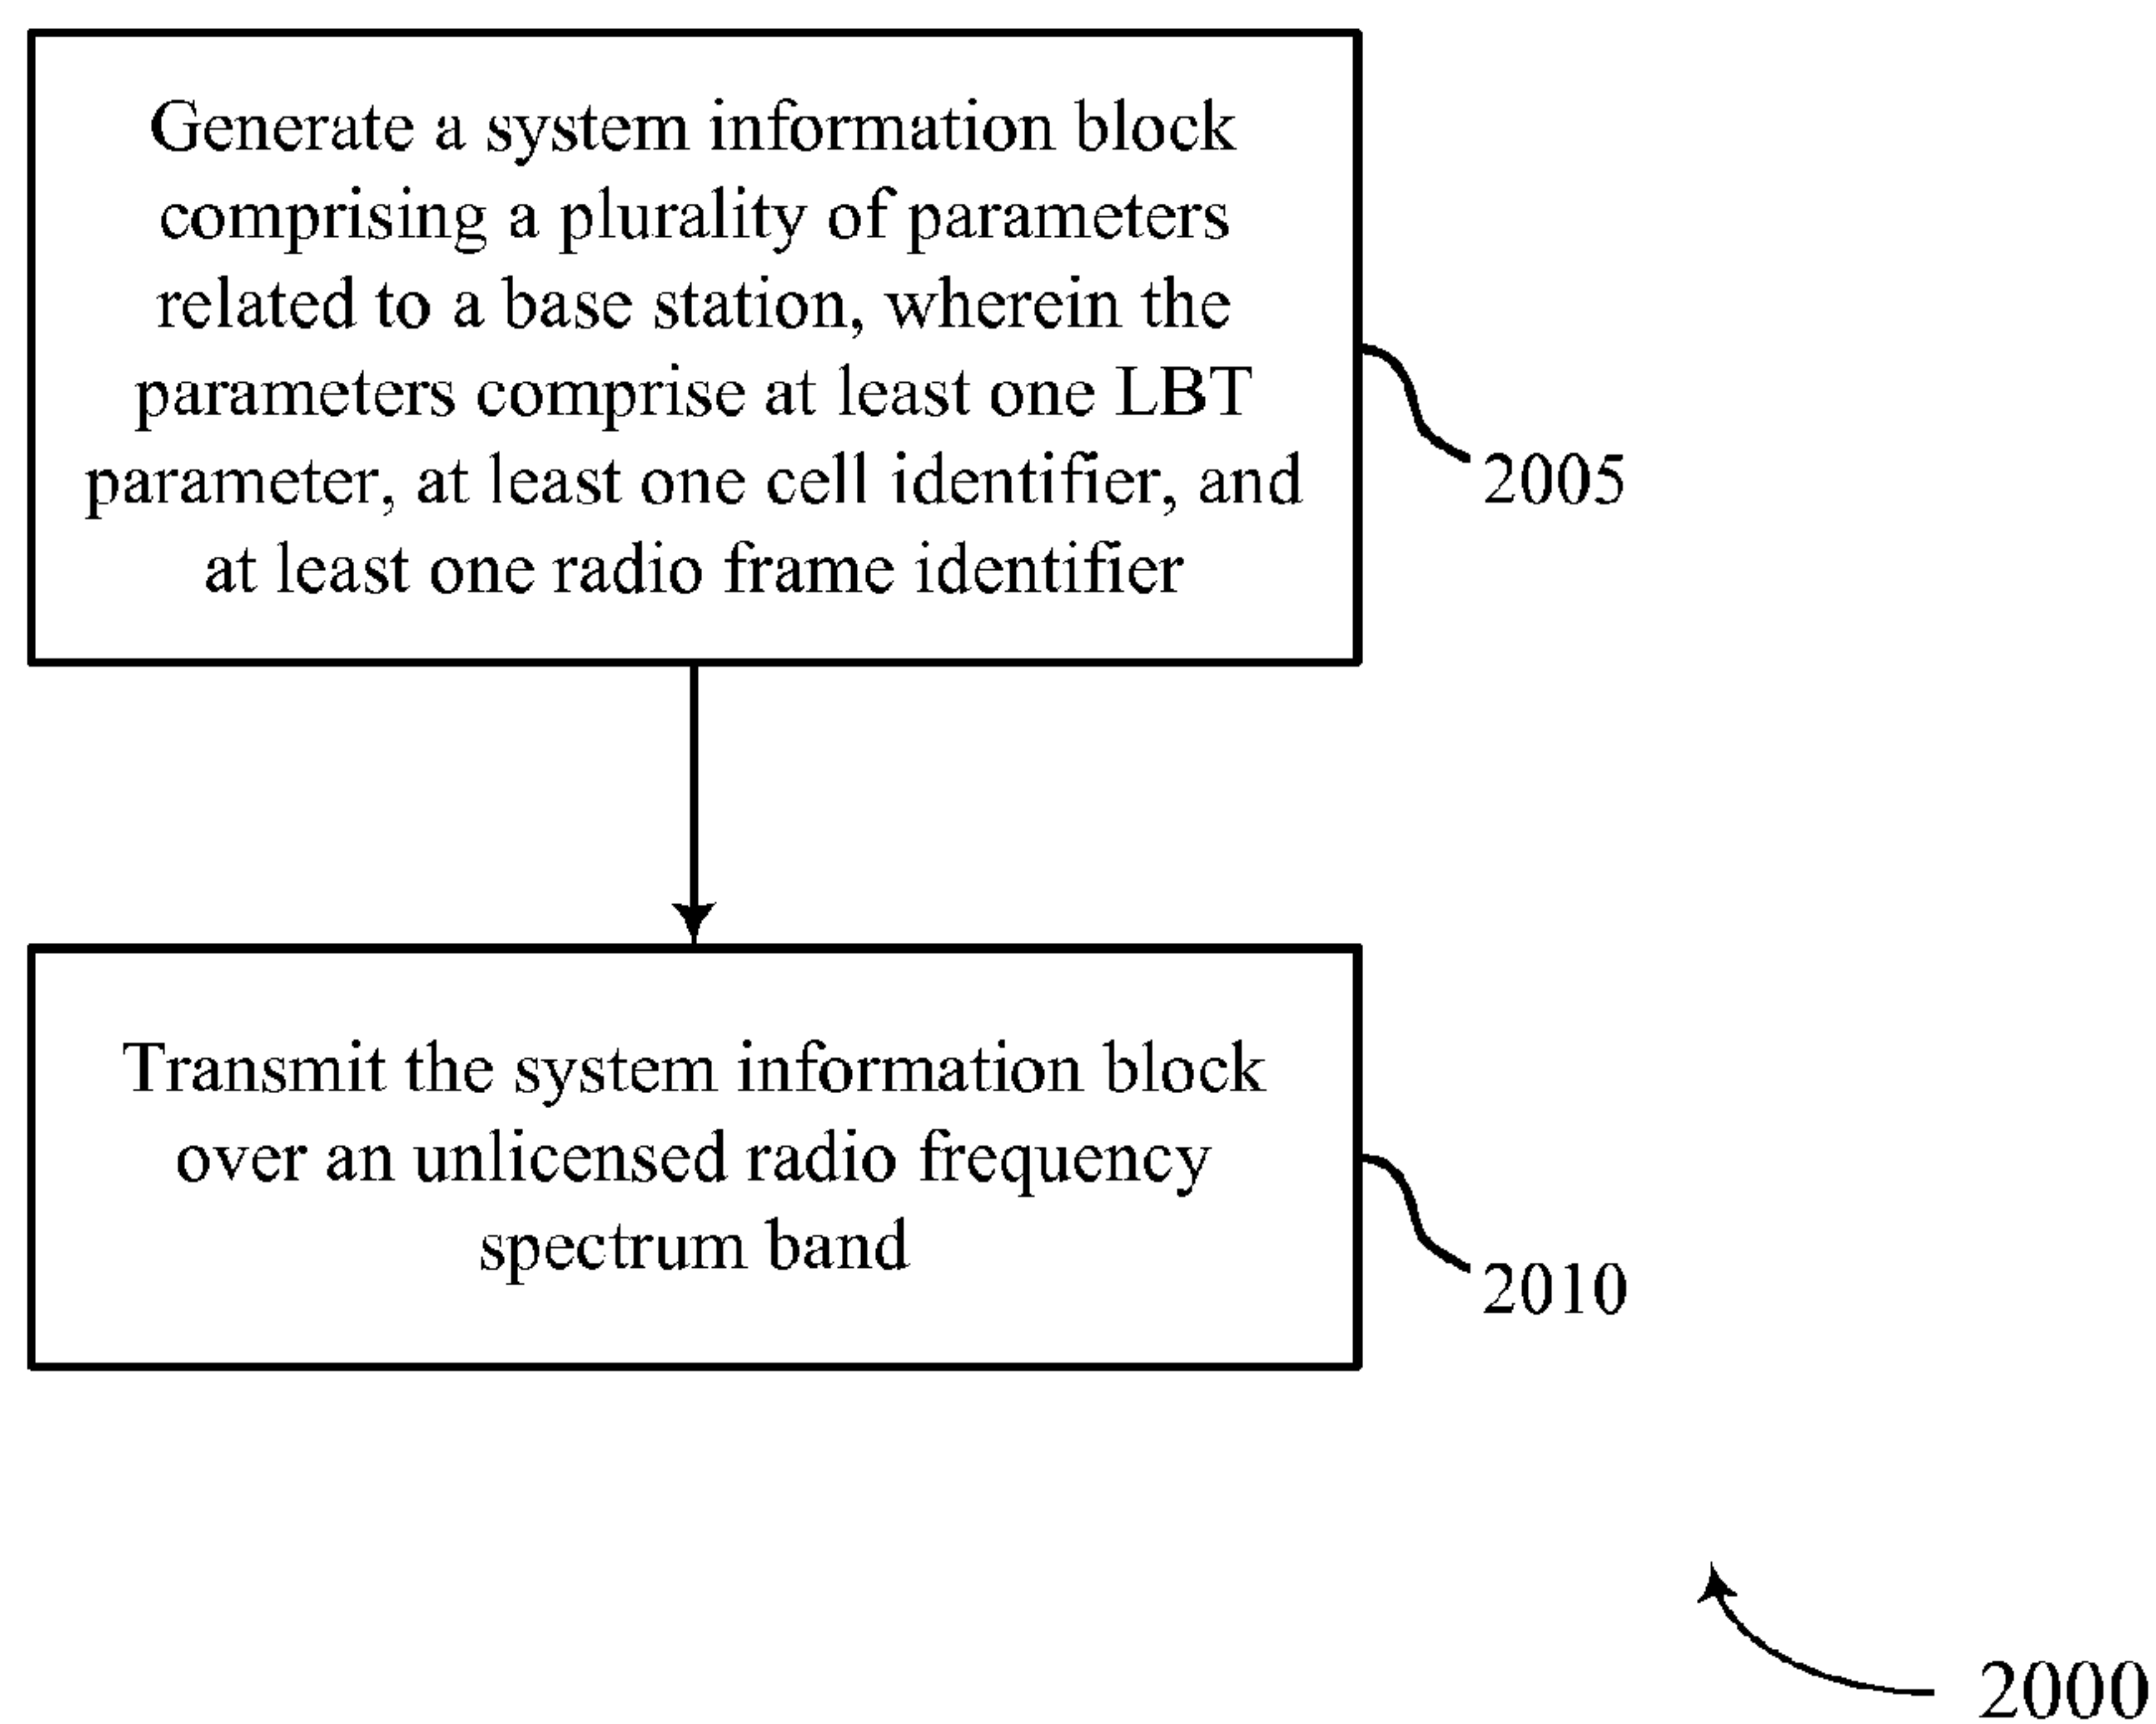 Generate a system information block
comprising a plurality of parameters
related to a base station, wherein the
parameters comprise at least one LBT
parameter, at least one cell identifier, and
at least one radio frame identifier
2005
Transmit the system information block
over an unlicensed radio frequency
spectrum band
2010
2000